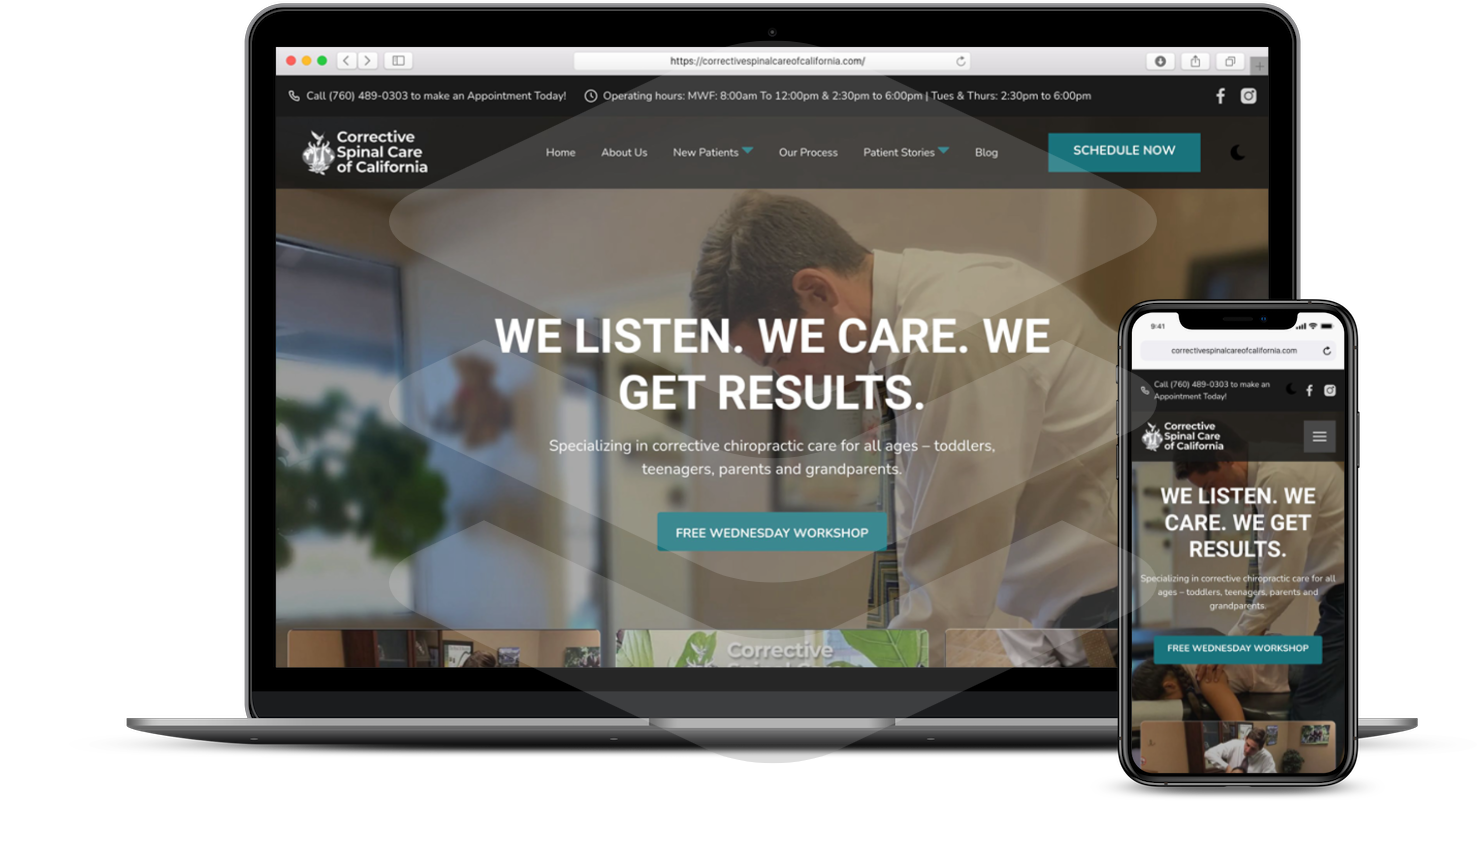 https://correctivespinalcareofcalifornia.com/
Call (760) 489-0303 to make an Appointment Today!
Operating hours: MWF: 8:00am To 12:00pm & 2:30pm to 6:00pm | Tues & Thurs: 2:30pm to 6:00pm
Corrective
Spinal Care
of California
Home
About Us
New Patients
Our Process
Patient Stories
Blog
SCHEDULE NOW
WE LISTEN. WE CARE. WE
GET RESULTS.
Specializing in corrective chiropractic care for all ages – toddlers,
teenagers, parents and grandparents.
FREE WEDNESDAY WORKSHOP
Corrective
9:41
correctivespinalcareofcalifornia.com
Call (760) 489-0303 to make an
Appointment Today!
Corrective
Spinal Care
of California
WE LISTEN. WE
CARE. WE GET
RESULTS.
Specializing in corrective chiropractic care for all
ages – toddlers, teenagers, parents and
grandparents.
FREE WEDNESDAY WORKSHOP